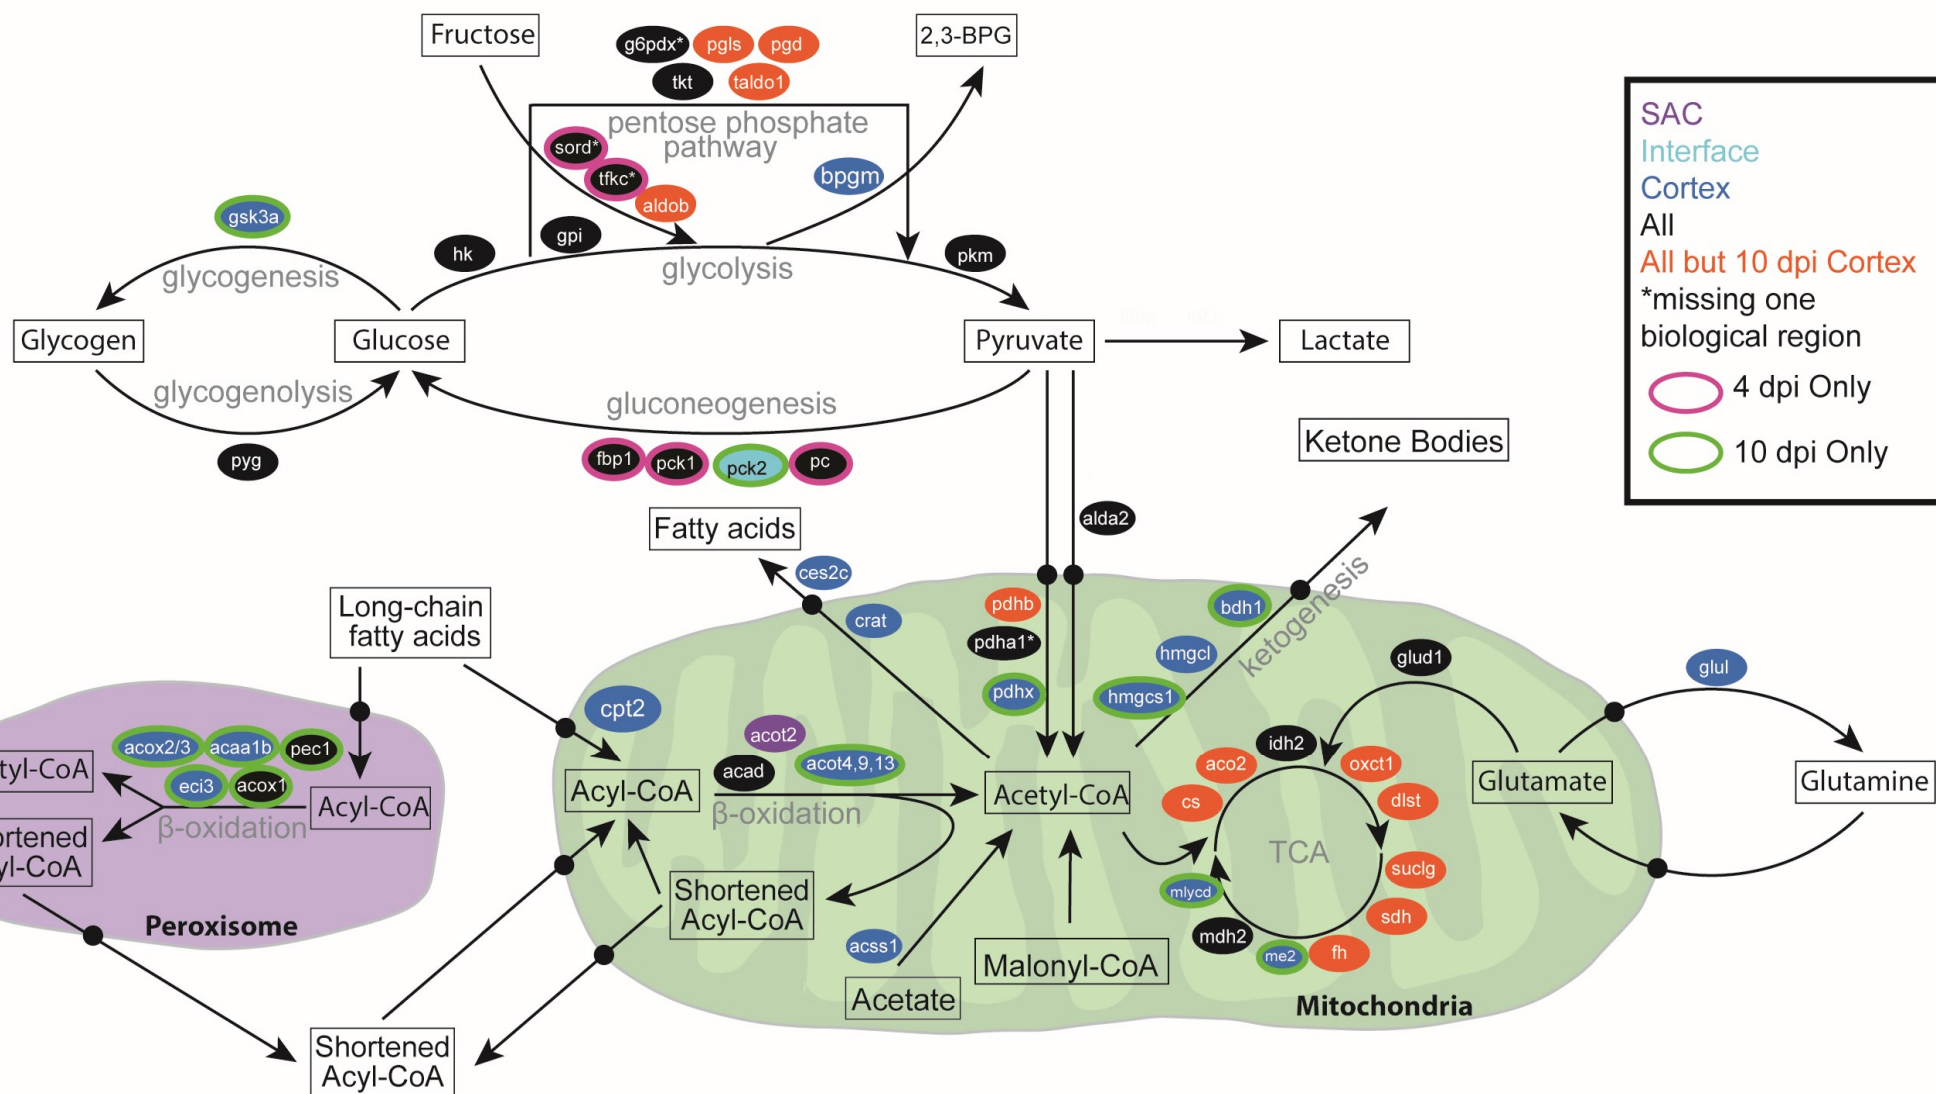 Fructose
g6pdx*
pgls
pgd
2,3-BPG
tkt
taldo1
pentose phosphate
pathway
sord*
tfkc*
aldob
bpgm
gsk3a
hk
gpi
pkm
glycogenesis
glycolysis
Glycogen
Glucose
Pyruvate
Lactate
glycogenolysis
gluconeogenesis
pyg
fbp1
pck1
pck2
pc
Ketone Bodies
SAC
Interface
Cortex
All
All but 10 dpi Cortex
*missing one
biological region
4 dpi Only
10 dpi Only
Fatty acids
alda2
ces2c
crat
pdhb
pdha1*
pdhx
bdh1
hmgcl
hmgcs1
ketogenesis
glud1
glul
Long-chain
fatty acids
cpt2
acox2/3
acaa1b
pec1
eci3
acox1
tyl-CoA
Acyl-CoA
β-oxidation
ortened
yl-CoA
Peroxisome
acot2
acad
acot4,9,13
Acyl-CoA
β-oxidation
Acetyl-CoA
idh2
aco2
oxct1
cs
dlst
TCA
suclg
mlycd
sdh
mdh2
me2
fh
Glutamate
Glutamine
Shortened
Acyl-CoA
acss1
Acetate
Malonyl-CoA
Mitochondria
Shortened
Acyl-CoA